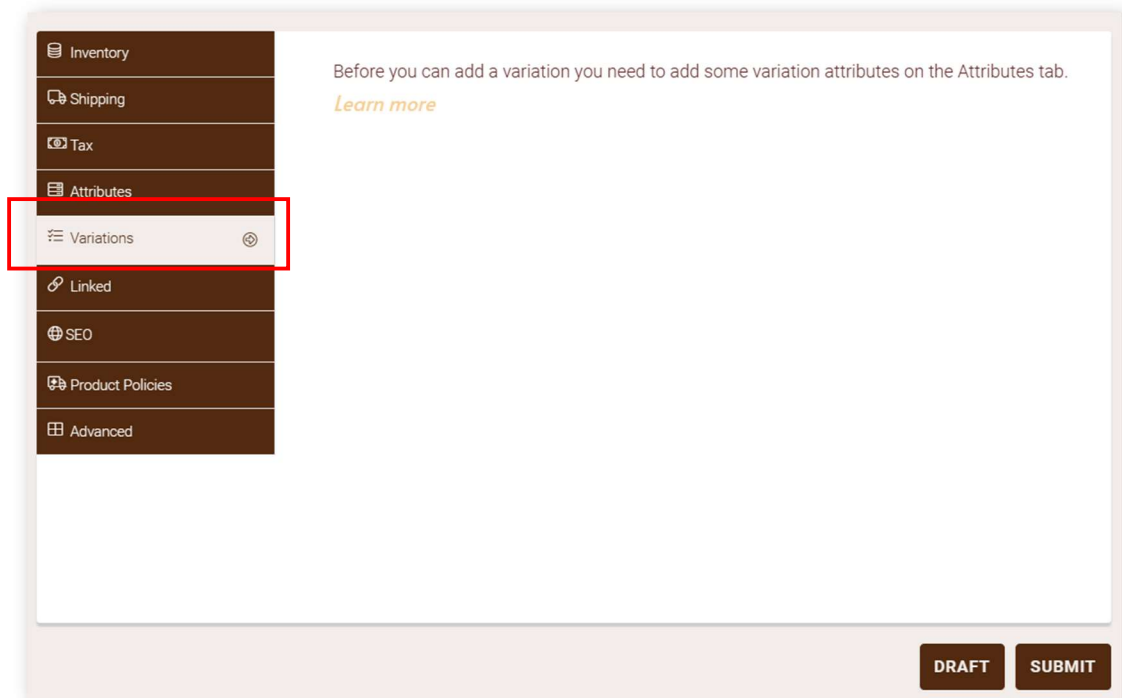 Inventory
Shipping
Tax
Attributes
Variations
Linked
SEO
Product Policies
Advanced
Before you can add a variation you need to add some variation attributes on the Attributes tab.
Learn more
DRAFT
SUBMIT